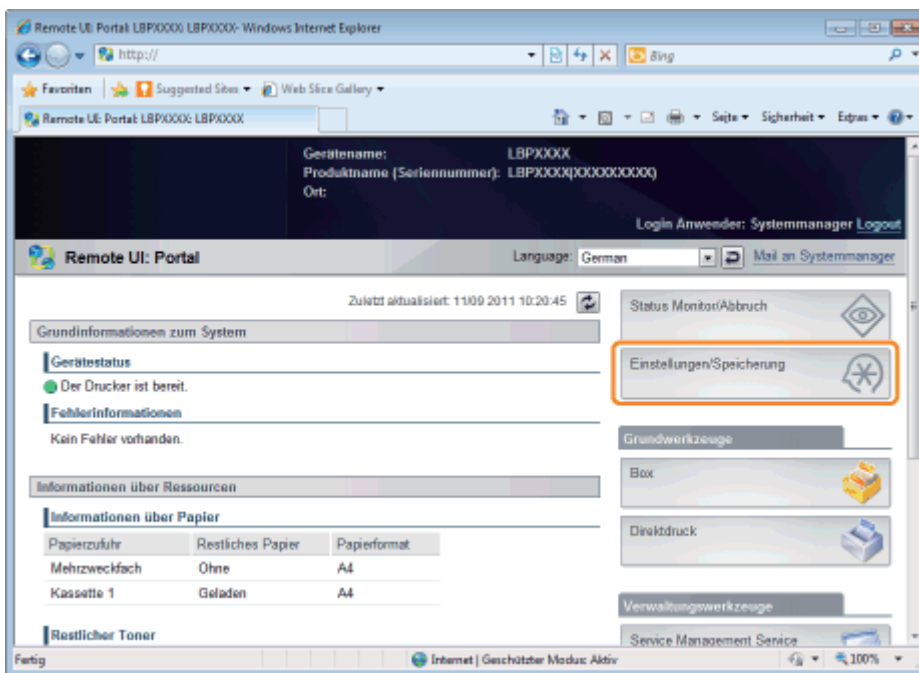 Remote UI: Portal: LBPXXXX: LBPXXXX- Windows Internet Explorer
http://
Bing
Favoriten Suggested Sites Web Slice Gallery
Remote UI: Portal: LBPXXXX: LBPXXXX
Seite Sicherheit Extras
Gerätename: LBPXXXX
Produktname (Seriennummer): LBPXXXX(XXXXXXXXX)
Ort:
Login Anwender: Systemmanager Logout
Remote UI: Portal
Language: German
Mail an Systemmanager
Zuletzt aktualisiert: 11/09 2011 10:20:45
Status Monitor/Abbruch
Grundinformationen zum System
Gerätestatus
Einstellungen/Speicherung
Der Drucker ist bereit.
Fehlerinformationen
Kein Fehler vorhanden.
Grundwerkzeuge
Box
Informationen über Ressourcen
Informationen über Papier
Direktdruck
Papierzufuhr Restliches Papier Papierformat
Mehrzweckfach Ohne A4
Kassette 1 Geladen A4
Verwaltungswerkzeuge
Restlicher Toner
Service Management Service
Fertig
Internet | Geschützter Modus: Aktiv
100%